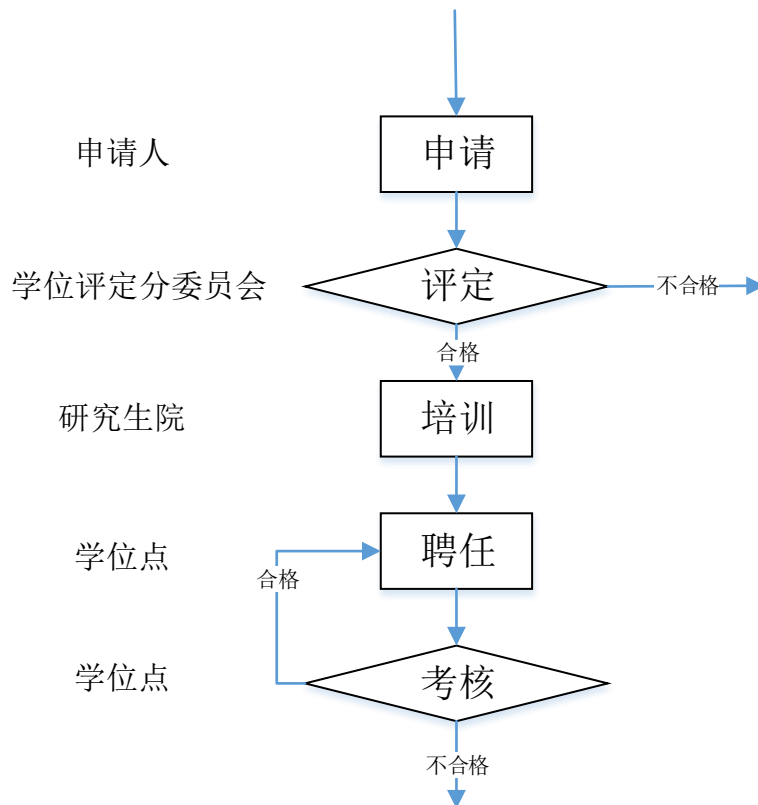 申请人
申请
学位评定分委员会
评定
不合格
合格
研究生院
培训
学位点
聘任
合格
学位点
考核
不合格